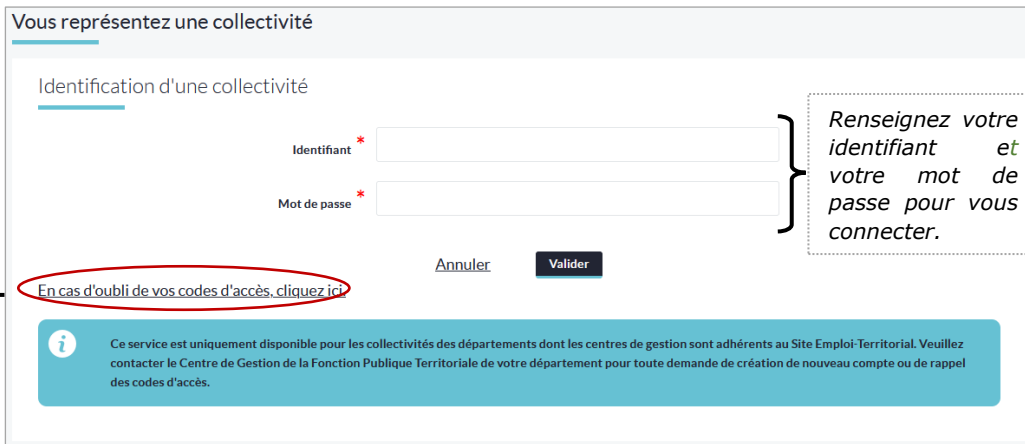 Vous représentez une collectivité
Identification d'une collectivité
Identifiant *
Mot de passe *
Renseignez votre
identifiant et
votre mot de
passe pour vous
connecter.
Annuler
Valider
En cas d'oubli de vos codes d'accès, cliquez ici.
i
Ce service est uniquement disponible pour les collectivités des départements dont les centres de gestion sont adhérents au Site Emploi-Territorial. Veuillez
contacter le Centre de Gestion de la Fonction Publique Territoriale de votre département pour toute demande de création de nouveau compte ou de rappel
des codes d'accès.